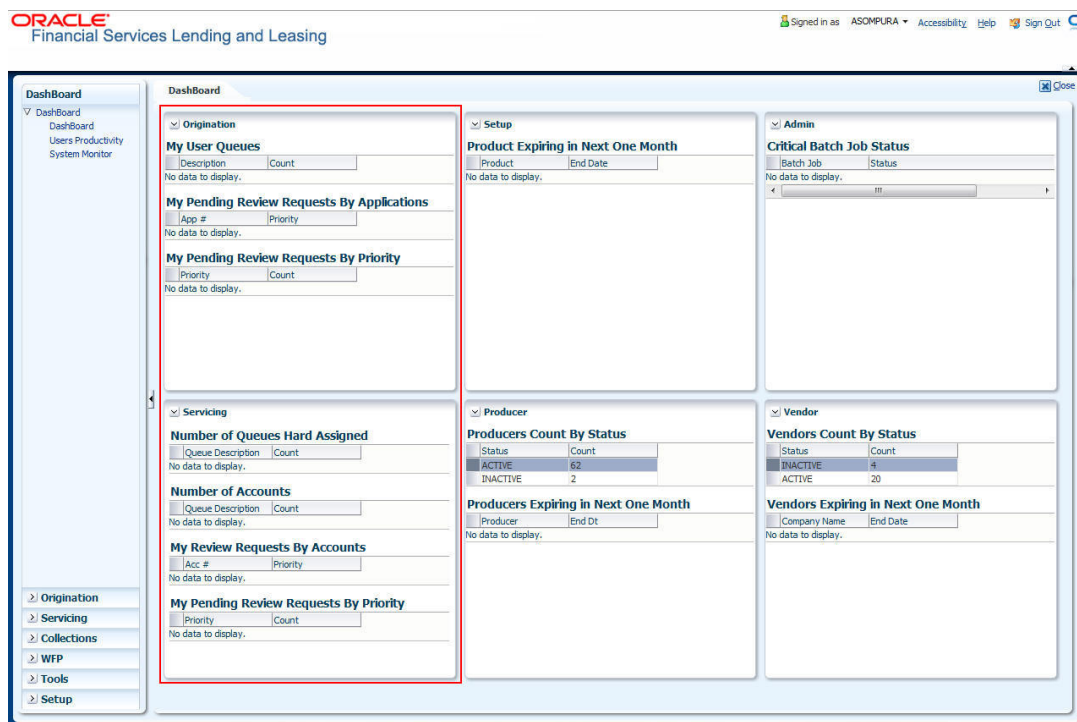 ORACLE®
Financial Services Lending and Leasing
Signed in as ASOMPURA Accessibility Help Sign Out
DashBoard
DashBoard
DashBoard
Users Productivity
System Monitor
Origination
Servicing
Collections
WFP
Tools
Setup
DashBoard
Close
Origination
My User Queues
Description Count
No data to display.
My Pending Review Requests By Applications
App # Priority
No data to display.
My Pending Review Requests By Priority
Priority Count
No data to display.
Setup
Product Expiring in Next One Month
Product End Date
No data to display.
Admin
Critical Batch Job Status
Batch Job Status
No data to display.
Servicing
Number of Queues Hard Assigned
Queue Description Count
No data to display.
Number of Accounts
Queue Description Count
No data to display.
My Review Requests By Accounts
Acc # Priority
No data to display.
My Pending Review Requests By Priority
Priority Count
No data to display.
Producer
Producers Count By Status
Status Count
ACTIVE 62
INACTIVE 2
Producers Expiring in Next One Month
Producer End Dt
No data to display.
Vendor
Vendors Count By Status
Status Count
INACTIVE 4
ACTIVE 20
Vendors Expiring in Next One Month
Company Name End Date
No data to display.